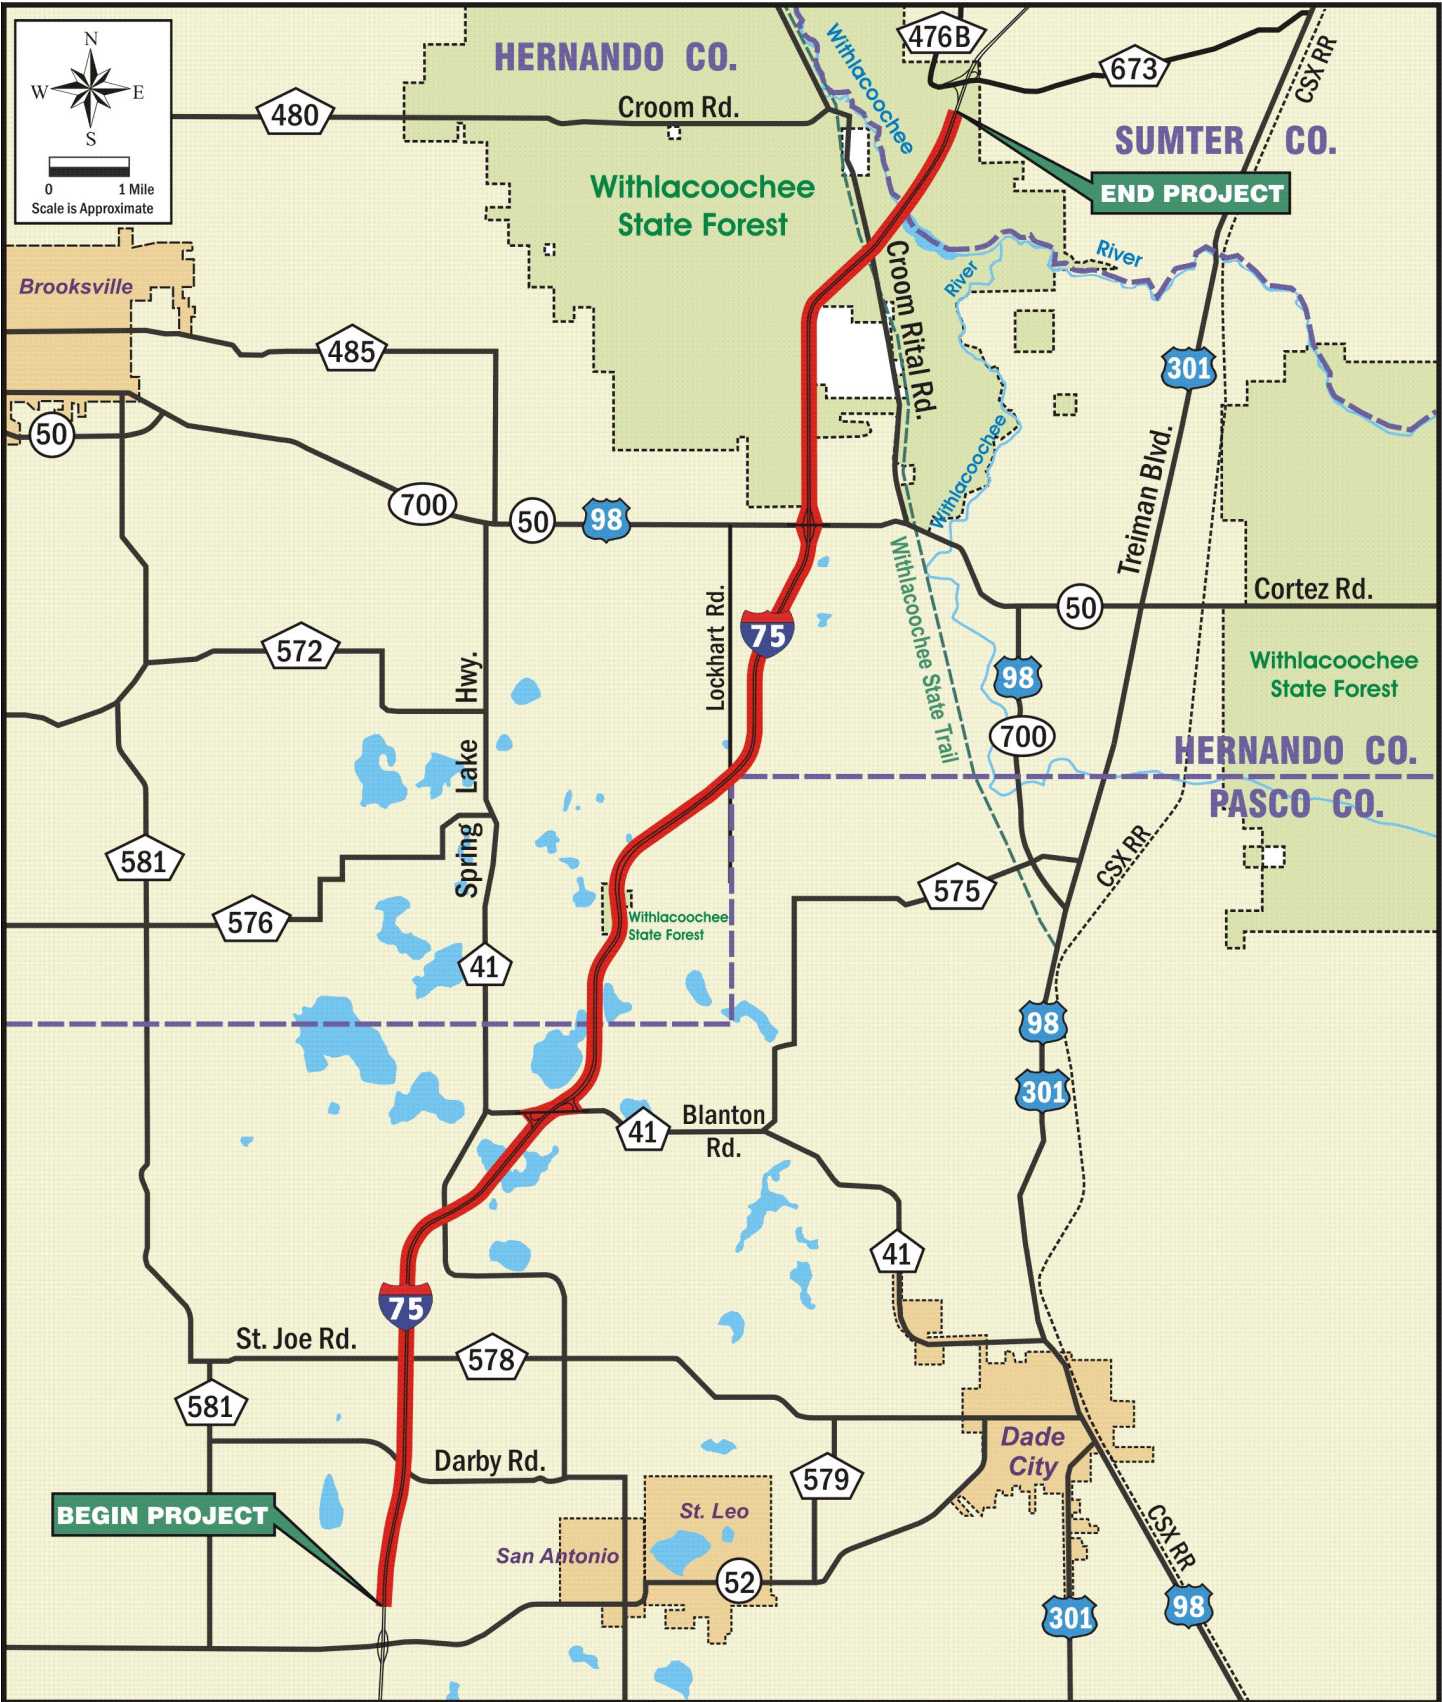 N
W E
S
0 1 Mile
Scale is Approximate
HERNANDO CO.
476B
673
CSX RR
Withlacoochee
480
Croom Rd.
SUMTER CO.
END PROJECT
Withlacoochee
State Forest
River
River
Brooksville
Croom Rital Rd.
485
301
50
700
50
98
Withlacoochee
Treiman Blvd.
Withlacoochee State Trail
Cortez Rd.
50
Lockhart Rd.
75
572
Spring Lake Hwy.
98
700
Withlacoochee
State Forest
HERNANDO CO.
PASCO CO.
581
CSX RR
575
576
Withlacoochee
State Forest
41
98
301
Blanton
Rd.
41
41
75
St. Joe Rd.
578
581
Dade
City
Darby Rd.
579
BEGIN PROJECT
St. Leo
San Antonio
52
CSX RR
301
98